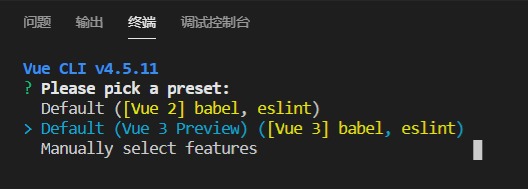 问题 输出 终端 调试控制台
Vue CLI v4.5.11
? Please pick a preset:
Default ([Vue 2] babel, eslint)
> Default (Vue 3 Preview) ([Vue 3] babel, eslint)
Manually select features